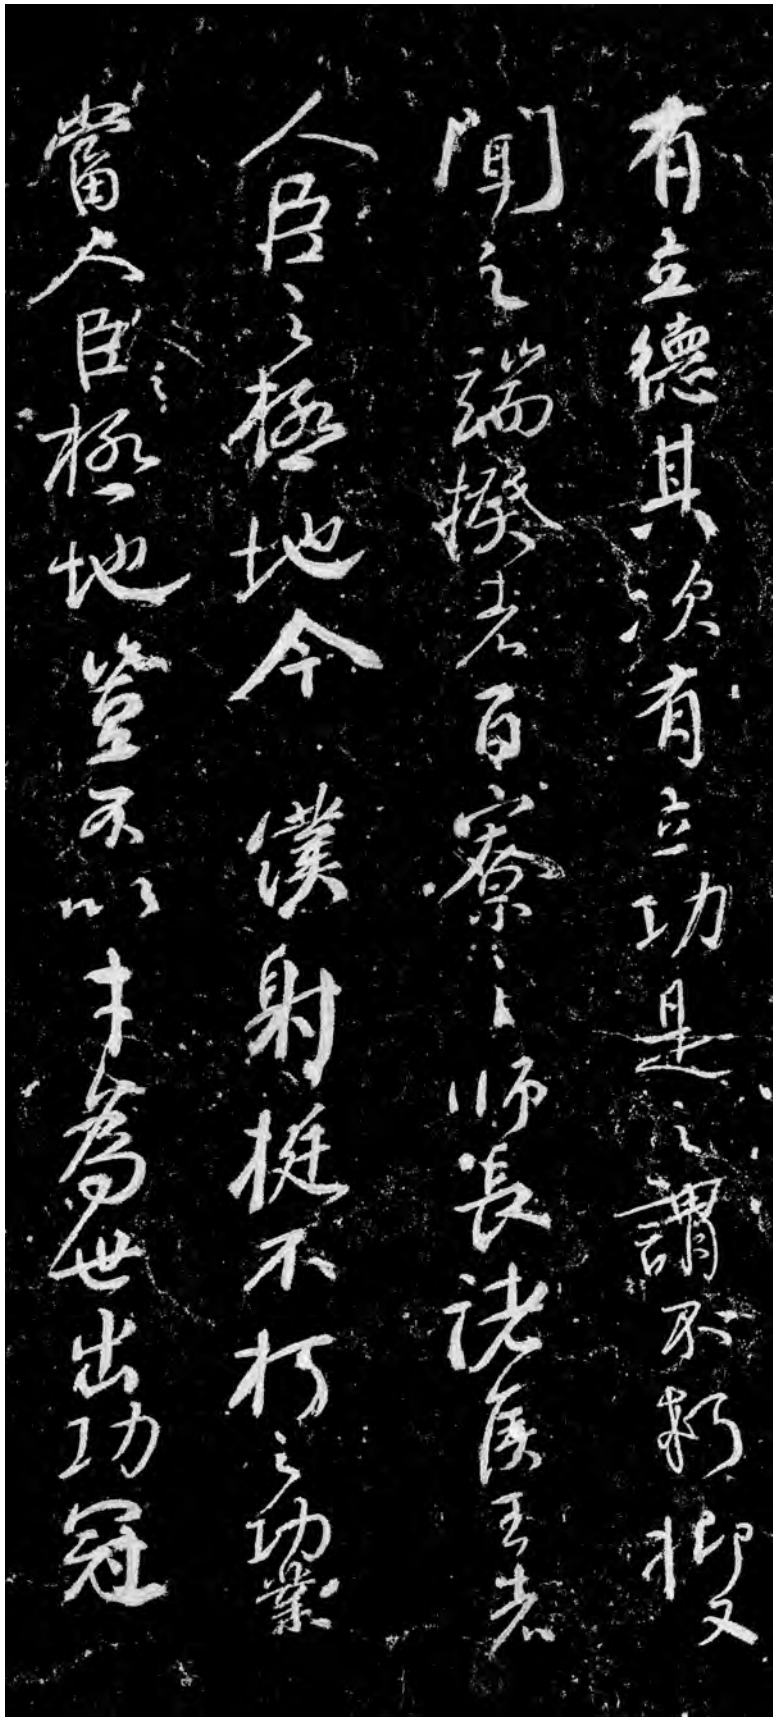 有立德其次有立功是之謂不朽抑又
聞之端揆者百寮之師長諸侯王者
人臣之極地今僕射挺不朽之功業
當人臣之極地豈不以才為世出功冠